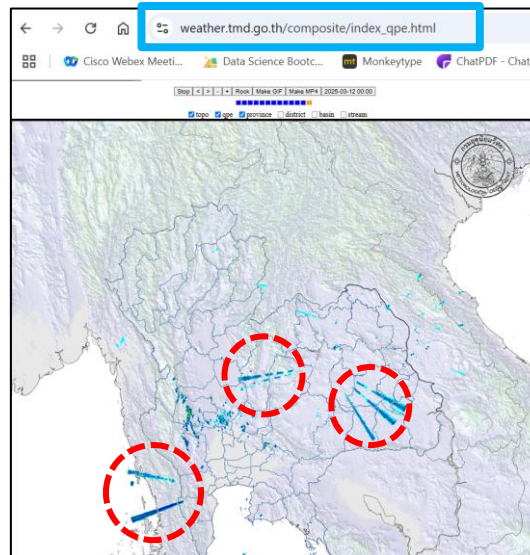 weather.tmd.go.th/composite/index_qpe.html
Cisco Webex Meeti... Data Science Bootc... mt Monkeytype ChatPDF - Chat
Stop < > - + Rock Make GIF Make MP4 2025-03-12 00:00
topo qpe province district basin stream